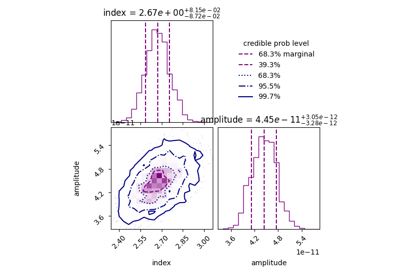 index = 2.67e+00+8.15e−02 −8.72e−02
credible prob level
68.3% marginal
39.3%
68.3%
95.5%
99.7%
1e−11
amplitude = 4.45e−11+3.05e−12 −3.28e−12
amplitude
5.4
4.8
4.2
3.6
2.40
2.55
2.70
2.85
3.00
index
3.6
4.2
4.8
5.4
1e−11
amplitude